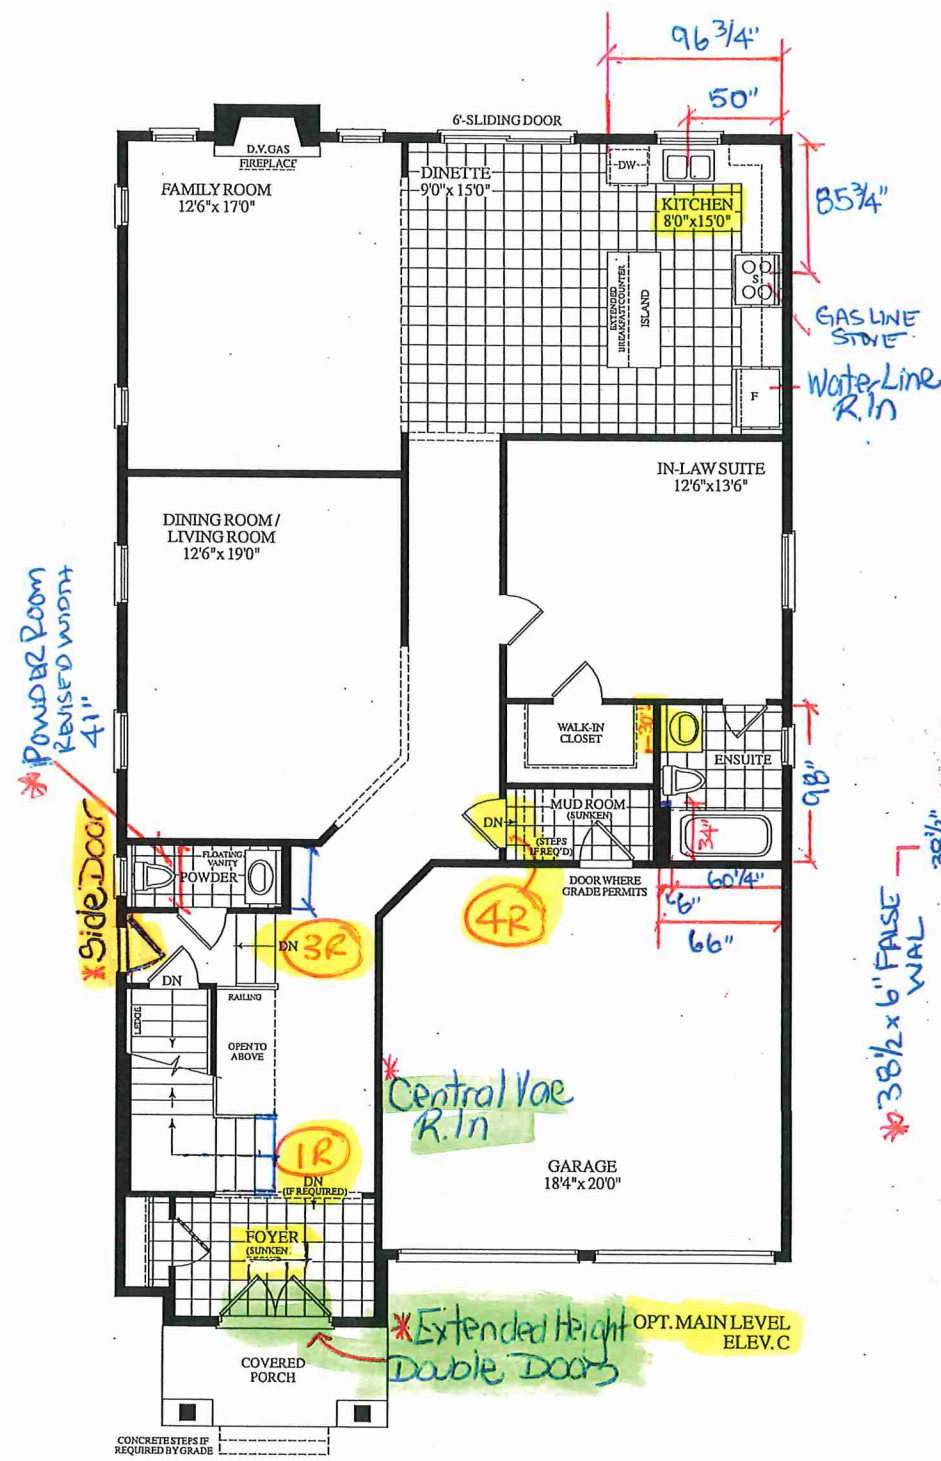 96 3/4"
50"
6'-SLIDING DOOR
D.V. GAS
FIREPLACE
FAMILY ROOM
12'6"x 17'0"
DINETTE
9'0"x 15'0"
DW
KITCHEN
8'0"x15'0"
85 3/4"
S
EXTENDED
BREAKFAST COUNTER
ISLAND
GAS LINE
STOVE
F
Water Line
R.In
IN-LAW SUITE
12'6"x13'6"
DINING ROOM /
LIVING ROOM
12'6"x 19'0"
* POWDER Room
REVISED WIDTH
41"
WALK-IN
CLOSET
30"
ENSUITE
98"
MUD ROOM
(SUNKEN)
DN
(STEPS
IF REQ'D)
34"
DOOR WHERE
GRADE PERMITS
60 1/4"
6"
66"
38 1/2"
* 38 1/2 x 6" FALSE
WAL
* Side Door
FLOATING
VANITY
POWDER
4R
DN
3R
DN
RAILING
LEDGE
OPEN TO
ABOVE
* Central Vac
R.In
1R
DN
(IF REQUIRED)
GARAGE
18'4"x 20'0"
FOYER
(SUNKEN
* Extended Height
Double Doors
OPT. MAIN LEVEL
ELEV. C
COVERED
PORCH
CONCRETE STEPS IF
REQUIRED BY GRADE